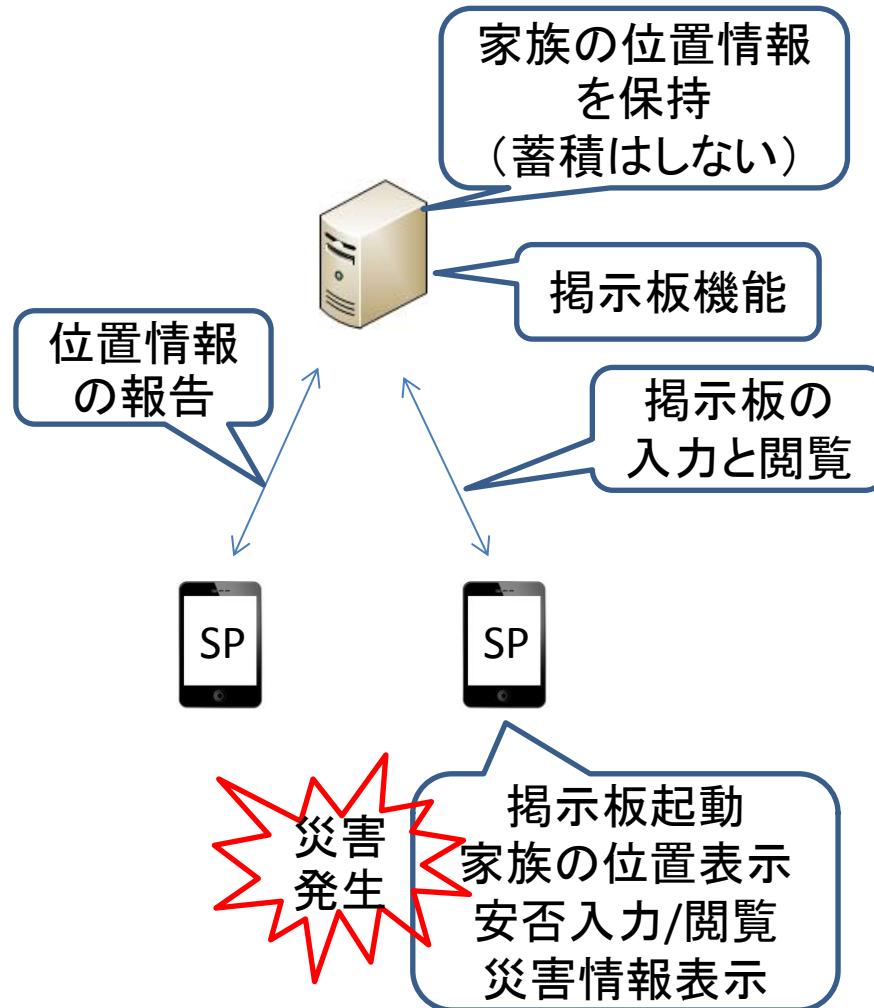 家族の位置情報
を保持
（蓄積はしない）
掲示板機能
位置情報
の報告
掲示板の
入力と閲覧
SP
SP
災害
発生
掲示板起動
家族の位置表示
安否入力/閲覧
災害情報表示